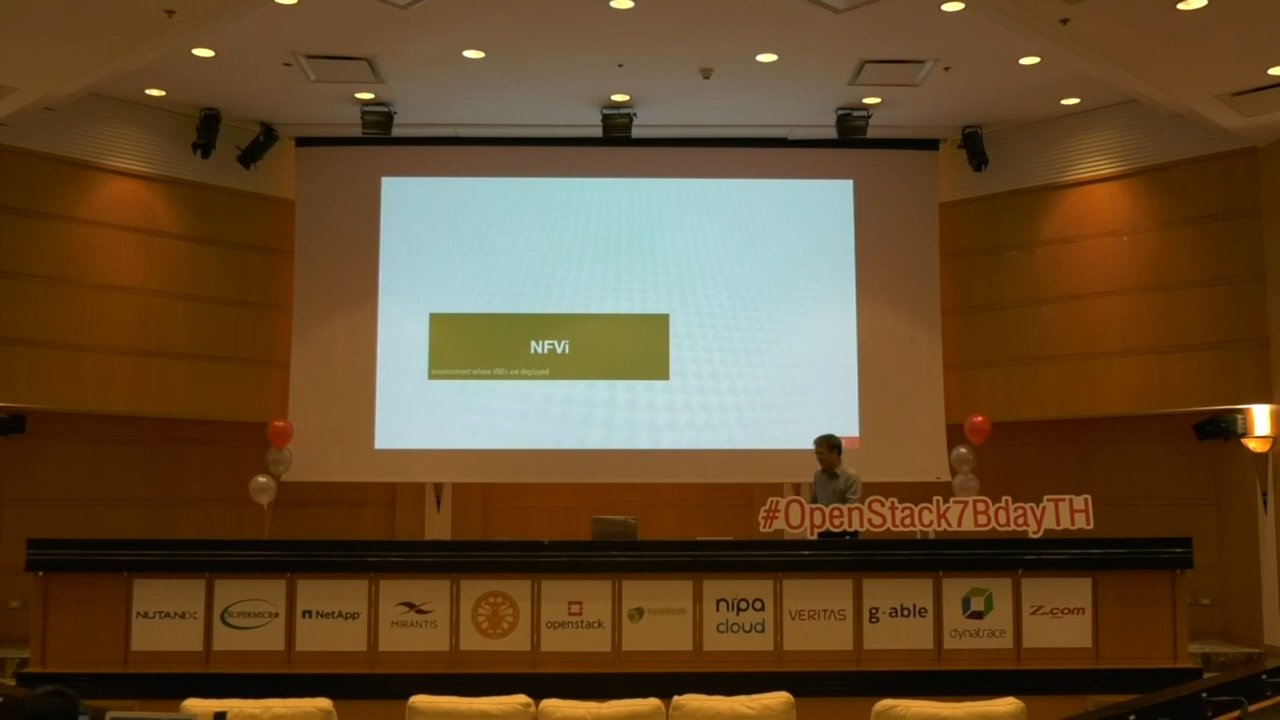 NFVi
environment where VNFs are deployed
#OpenStack7BdayTH
NUTANIX
SUPERMICRO
NetApp
MIRANTIS
openstack.
nipa
cloud
VERITAS
g·able
dynatrace
Z.com